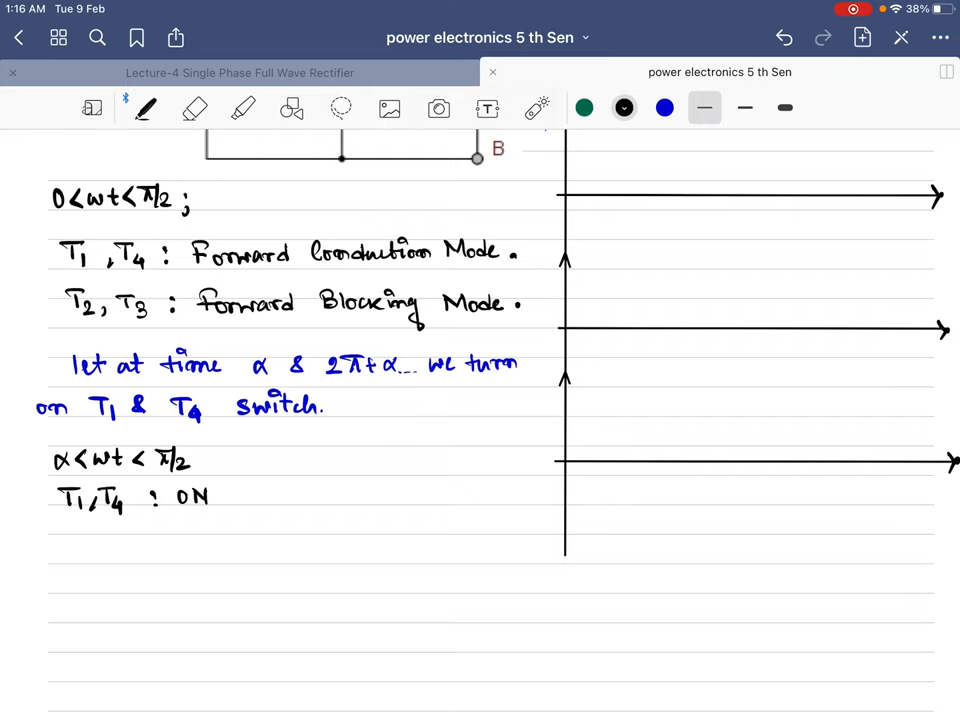 1:16 AM Tue 9 Feb
38%
power electronics 5 th Sen
Lecture-4 Single Phase Full Wave Rectifier
power electronics 5 th Sen
B
0<wt<π/2 ;
T1 , T4 : Forward Conduction Mode.
T2, T3 : Forward Blocking Mode.
let at time α & 2π+α... we turn
on T1 & T4 switch.
α<wt < π/2
T1, T4 : ON